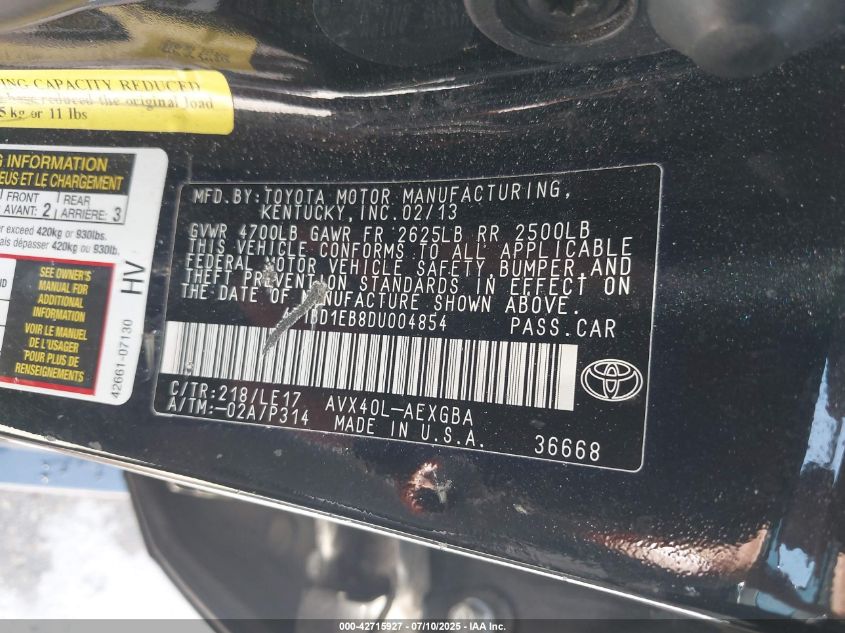 NG CAPACITY REDUCED
reduced the original load
5 kg or 11 lbs
G INFORMATION
EUS ET LE CHARGEMENT
FRONT
AVANT: 2
REAR
ARRIÈRE: 3
exceed 420kg or 930lbs.
dépasser 420kg ou 930lb.
SEE OWNER'S
MANUAL FOR
ADDITIONAL
INFORMATION
VOIR LE MANUEL
DE L'USAGER
POUR PLUS DE
RENSEIGNEMENTS
HV
42661-07130
MFD. BY: TOYOTA MOTOR MANUFACTURING,
KENTUCKY, INC. 02/13
GVWR 4700LB GAWR FR 2625LB RR 2500LB
THIS VEHICLE CONFORMS TO ALL APPLICABLE
FEDERAL MOTOR VEHICLE SAFETY, BUMPER, AND
THEFT PREVENTION STANDARDS IN EFFECT ON
THE DATE OF MANUFACTURE SHOWN ABOVE.
BD1EB8DU004854 PASS. CAR
C/TR: 218/LE17 AVX40L-AEXGBA
A/TM: -02A/P314 MADE IN U.S.A. 36668
000-42715927 - 07/10/2025 - IAA Inc.